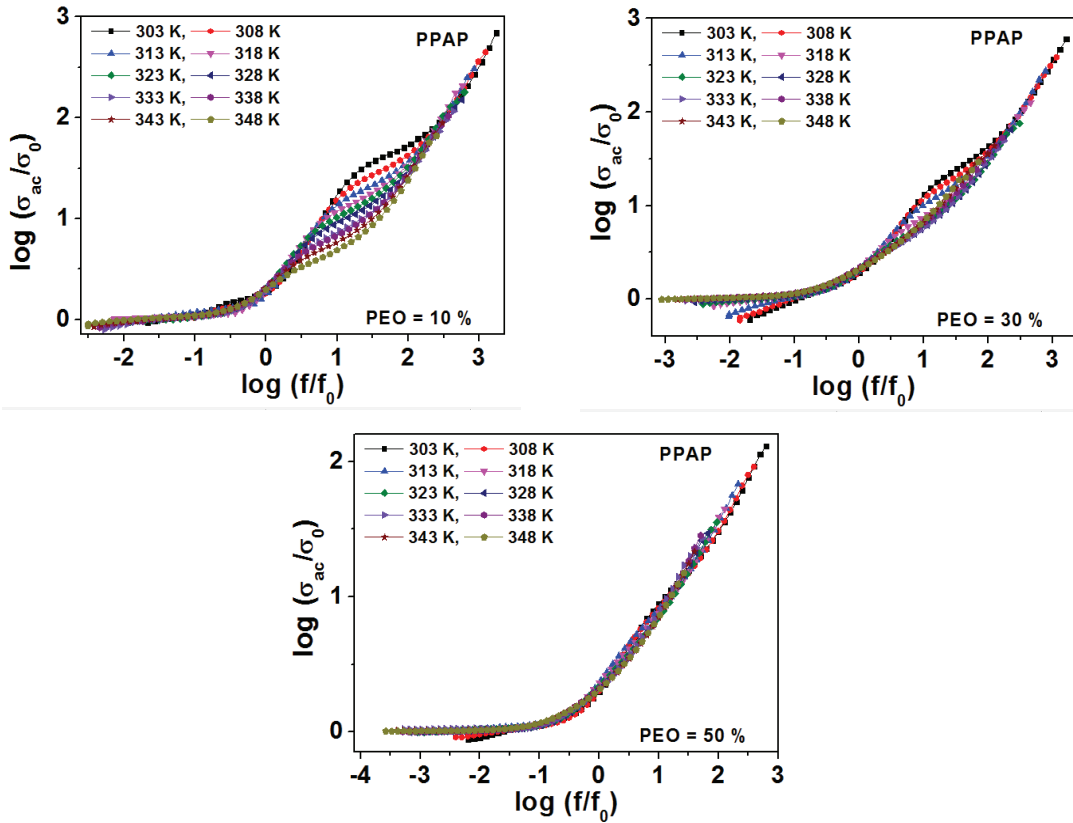 3
2
1
0
log (σac/σ0)
303 K, 308 K
313 K, 318 K
323 K, 328 K
333 K, 338 K
343 K, 348 K
PPAP
PEO = 10 %
-2 -1 0 1 2 3
log (f/f0)
3
2
1
0
log (σac/σ0)
303 K, 308 K
313 K, 318 K
323 K, 328 K
333 K, 338 K
343 K, 348 K
PPAP
PEO = 30 %
-3 -2 -1 0 1 2 3
log (f/f0)
2
1
0
log (σac/σ0)
303 K, 308 K
313 K, 318 K
323 K, 328 K
333 K, 338 K
343 K, 348 K
PPAP
PEO = 50 %
-4 -3 -2 -1 0 1 2 3
log (f/f0)